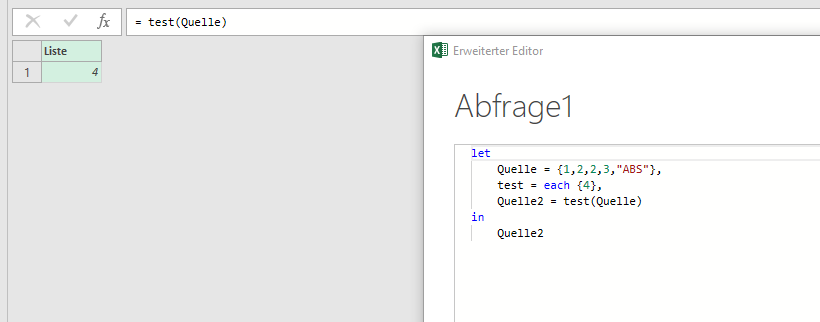 fx = test(Quelle)
Liste
1 4
Erweiterter Editor
Abfrage1
let
Quelle = {1,2,2,3,"ABS"},
test = each {4},
Quelle2 = test(Quelle)
in
Quelle2